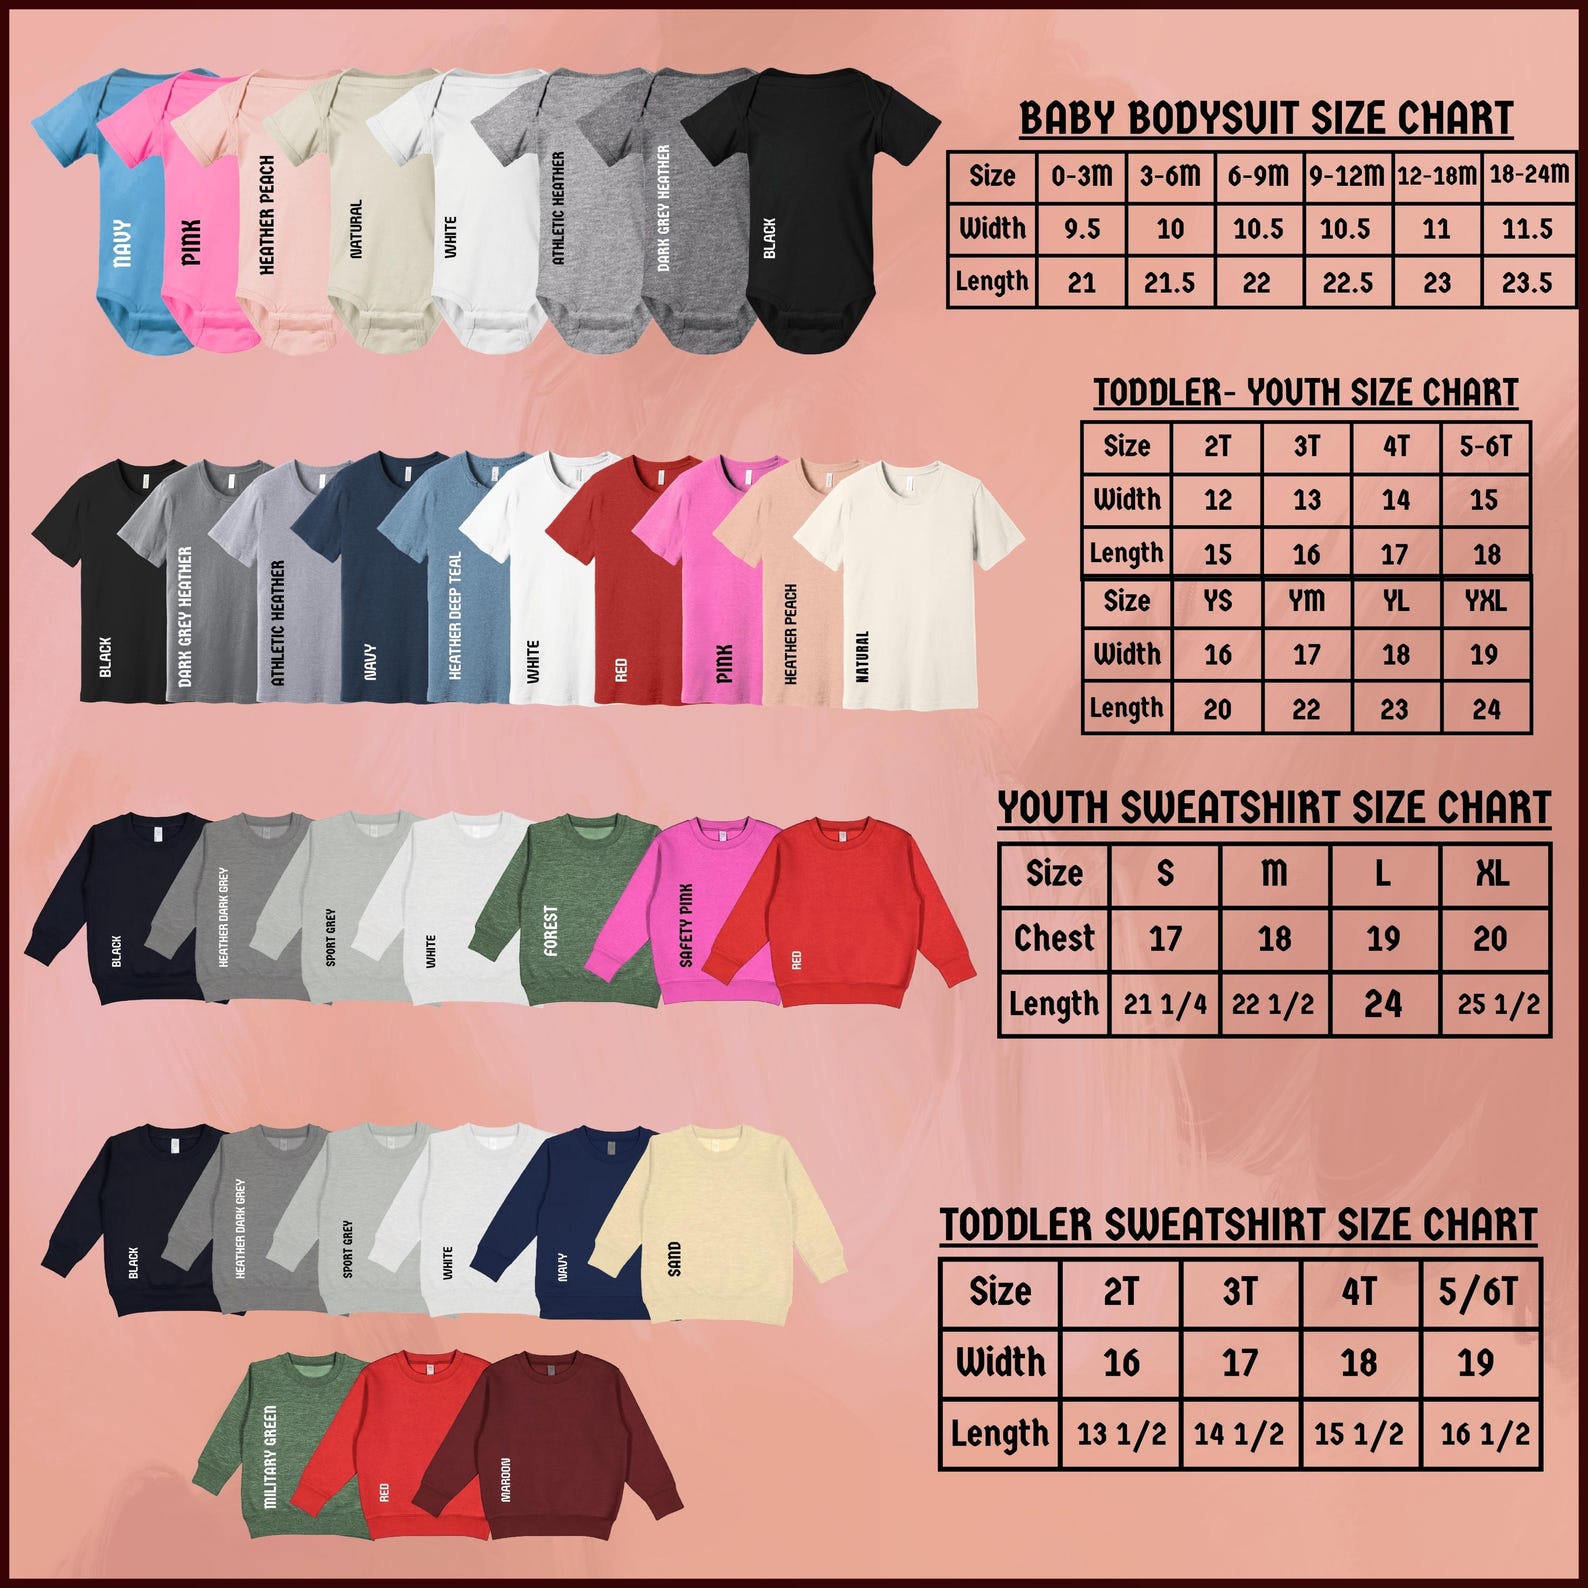 BABY BODYSUIT SIZE CHART
Size 0-3M 3-6M 6-9M 9-12M 12-18M 18-24M
Width 9.5 10 10.5 10.5 11 11.5
Length 21 21.5 22 22.5 23 23.5
NAVY
PINK
HEATHER PEACH
NATURAL
WHITE
ATHLETIC HEATHER
DARK GREY HEATHER
BLACK
TODDLER- YOUTH SIZE CHART
Size 2T 3T 4T 5-6T
Width 12 13 14 15
Length 15 16 17 18
Size YS YM YL YXL
Width 16 17 18 19
Length 20 22 23 24
BLACK
DARK GREY HEATHER
ATHLETIC HEATHER
NAVY
HEATHER DEEP TEAL
WHITE
RED
PINK
HEATHER PEACH
NATURAL
YOUTH SWEATSHIRT SIZE CHART
Size S M L XL
Chest 17 18 19 20
Length 21 1/4 22 1/2 24 25 1/2
BLACK
HEATHER DARK GREY
SPORT GREY
WHITE
FOREST
SAFETY PINK
RED
TODDLER SWEATSHIRT SIZE CHART
Size 2T 3T 4T 5/6T
Width 16 17 18 19
Length 13 1/2 14 1/2 15 1/2 16 1/2
BLACK
HEATHER DARK GREY
SPORT GREY
WHITE
NAVY
SAND
MILITARY GREEN
RED
MAROON